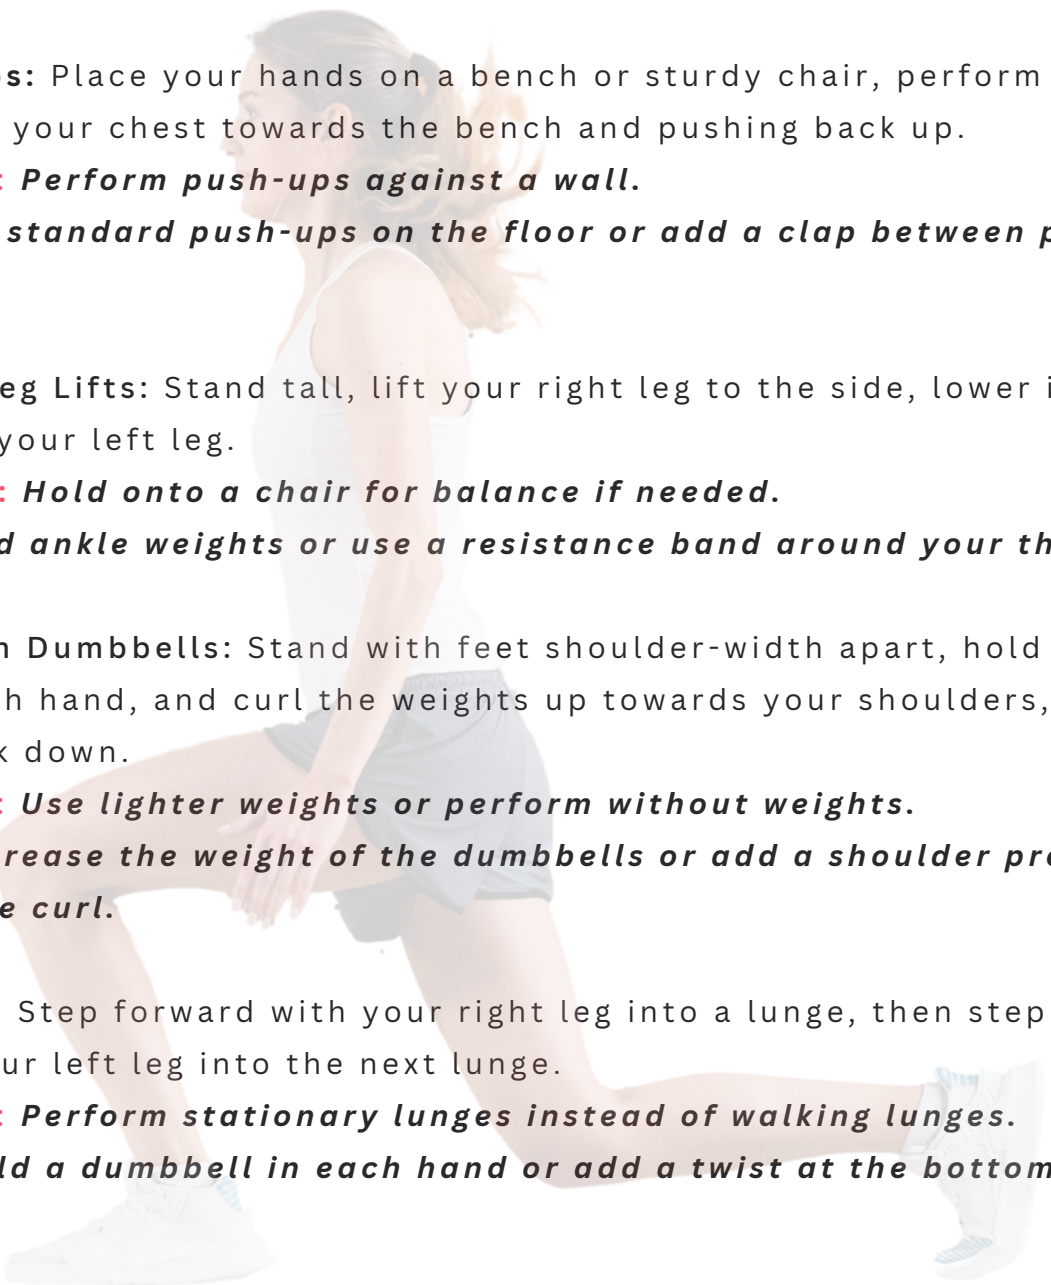 s: Place your hands on a bench or sturdy chair, perform
your chest towards the bench and pushing back up.
: Perform push-ups against a wall.
standard push-ups on the floor or add a clap between p
eg Lifts: Stand tall, lift your right leg to the side, lower i
your left leg.
: Hold onto a chair for balance if needed.
d ankle weights or use a resistance band around your th
n Dumbbells: Stand with feet shoulder-width apart, hold
h hand, and curl the weights up towards your shoulders,
k down.
: Use lighter weights or perform without weights.
rease the weight of the dumbbells or add a shoulder pre
e curl.
Step forward with your right leg into a lunge, then step
ur left leg into the next lunge.
: Perform stationary lunges instead of walking lunges.
ld a dumbbell in each hand or add a twist at the bottom